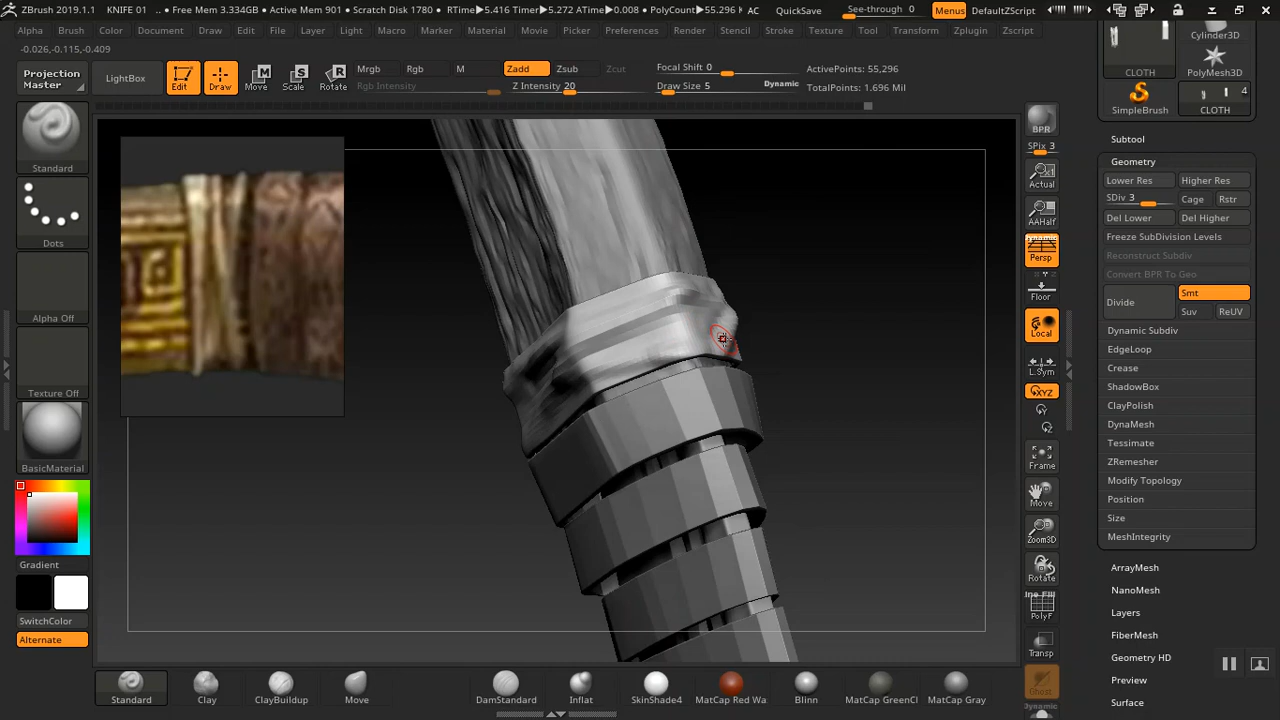 ZBrush 2019.1.1 KNIFE 01 .. • Free Mem 3.334GB • Active Mem 901 • Scratch Disk 1780 • RTime▶5.416 Timer▶5.272 ATime▶0.008 • PolyCount▶55.296 AC QuickSave See-through 0 Menus DefaultZScript
Alpha Brush Color Document Draw Edit File Layer Light Macro Marker Material Movie Picker Preferences Render Stencil Stroke Texture Tool Transform Zplugin Zscript
-0.026,-0.115,-0.409
Projection Master
LightBox
Edit Draw Move Scale Rotate
Mrgb Rgb M Zadd Zsub Zcut
Rgb Intensity Z Intensity 20
Focal Shift 0
Draw Size 5 Dynamic
ActivePoints: 55,296
TotalPoints: 1.696 Mil
Standard
Dots
Alpha Off
Texture Off
BasicMaterial
Gradient
SwitchColor
Alternate
BPR
SPix 3
Actual
AAHalf
Dynamic
Persp
Floor
Local
L.Sym
XYZ
Frame
Move
Zoom3D
Rotate
Line Fill
PolyF
Transp
Ghost
Dynamic
CLOTH
Cylinder3D
PolyMesh3D
SimpleBrush
4
CLOTH
Subtool
Geometry
Lower Res Higher Res
SDiv 3 Cage Rstr
Del Lower Del Higher
Freeze SubDivision Levels
Reconstruct Subdiv
Convert BPR To Geo
Divide Smt
Suv ReUV
Dynamic Subdiv
EdgeLoop
Crease
ShadowBox
ClayPolish
DynaMesh
Tessimate
ZRemesher
Modify Topology
Position
Size
MeshIntegrity
ArrayMesh
NanoMesh
Layers
FiberMesh
Geometry HD
Preview
Surface
Standard Clay ClayBuildup Move DamStandard Inflat SkinShade4 MatCap Red Wa Blinn MatCap GreenCl MatCap Gray